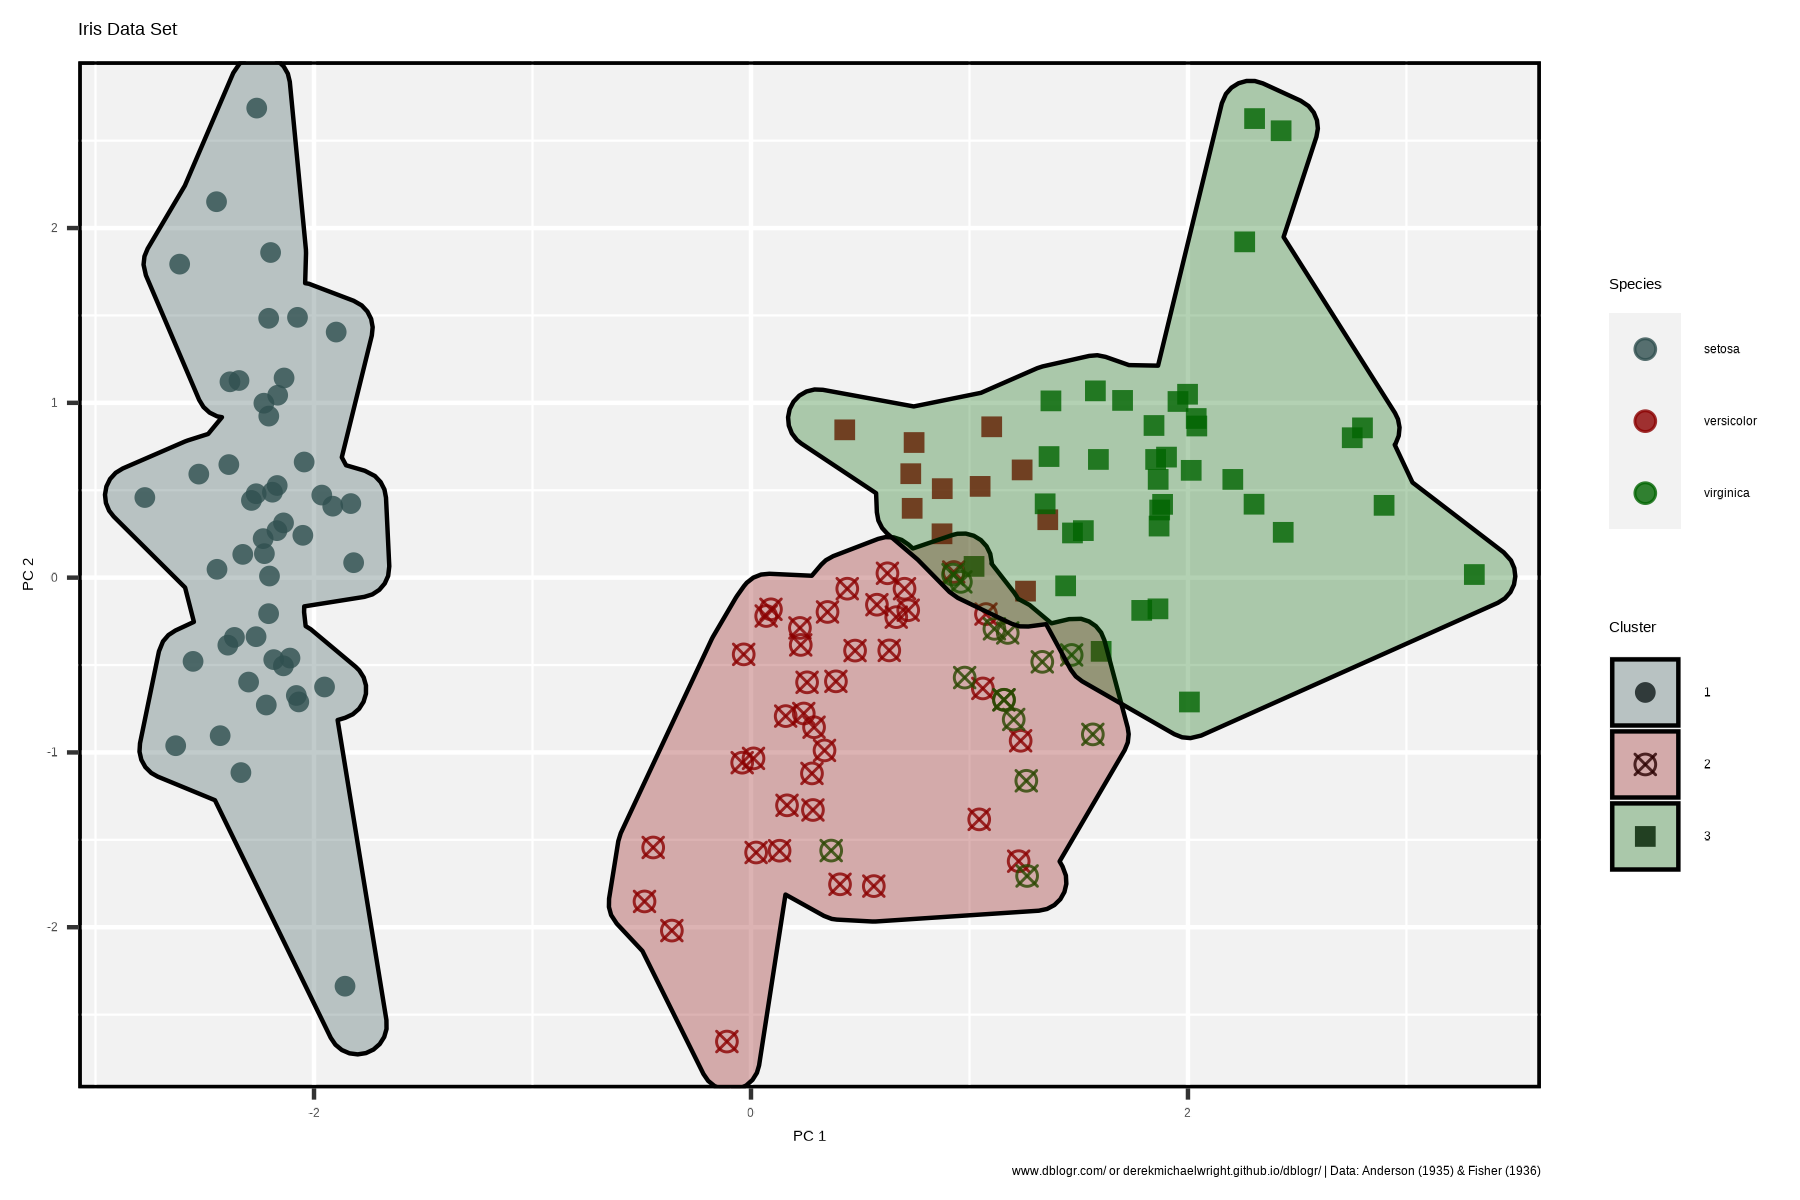 Iris Data Set
PC 2
2
1
0
-1
-2
-2
0
2
PC 1
Species
setosa
versicolor
virginica
Cluster
1
2
3
www.dblogr.com/ or derekmichaelwright.github.io/dblogr/ | Data: Anderson (1935) & Fisher (1936)